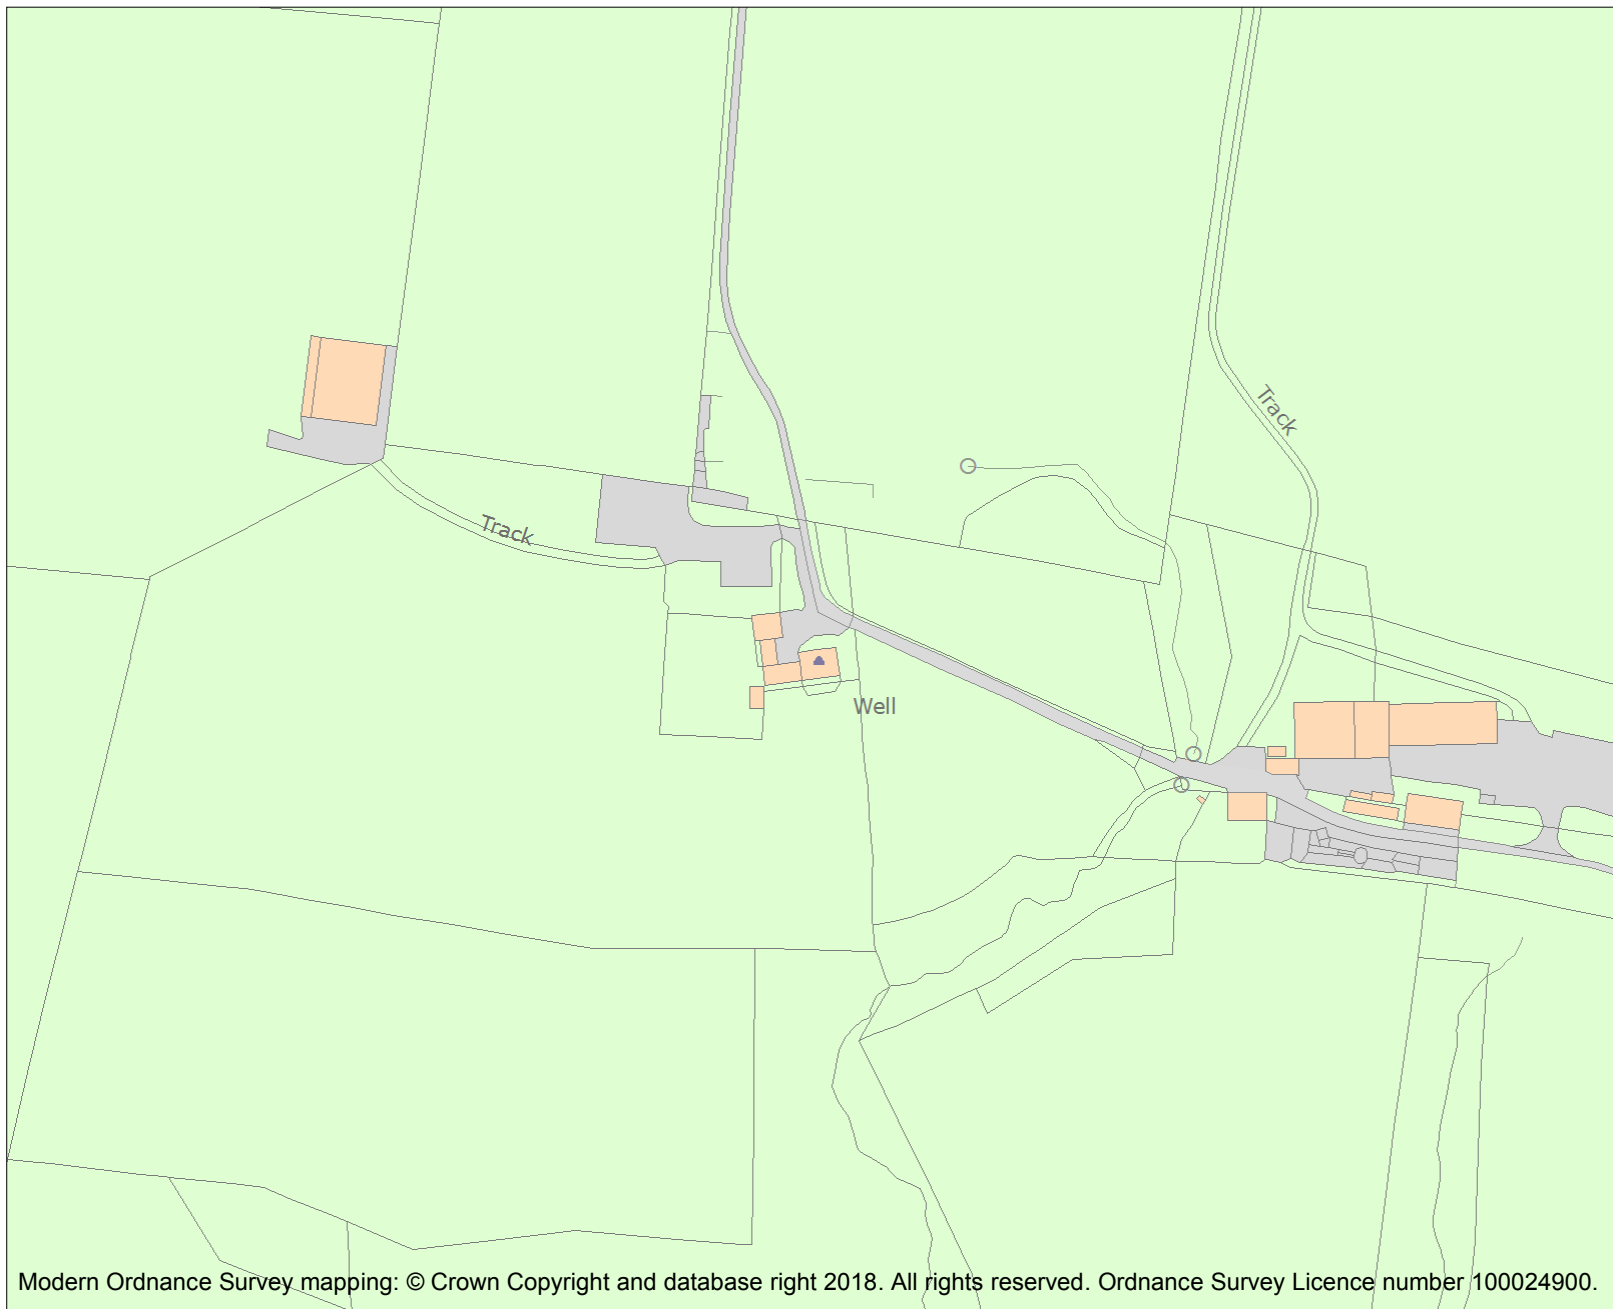 Track
Track
Well
Modern Ordnance Survey mapping: © Crown Copyright and database right 2018. All rights reserved. Ordnance Survey Licence number 100024900.